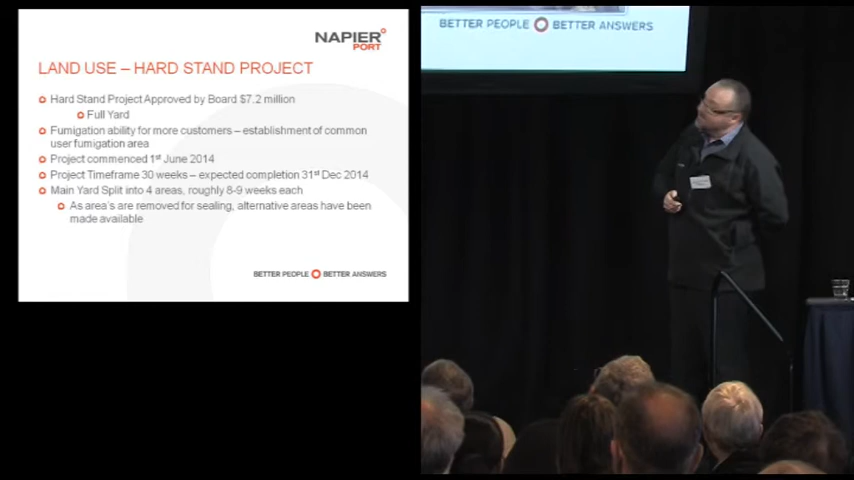 NAPIER
PORT
LAND USE – HARD STAND PROJECT
Hard Stand Project Approved by Board $7.2 million
Full Yard
Fumigation ability for more customers – establishment of common
user fumigation area
Project commenced 1st June 2014
Project Timeframe 30 weeks – expected completion 31st Dec 2014
Main Yard Split into 4 areas, roughly 8-9 weeks each
As area's are removed for sealing, alternative areas have been
made available
BETTER PEOPLE BETTER ANSWERS
BETTER PEOPLE BETTER ANSWERS